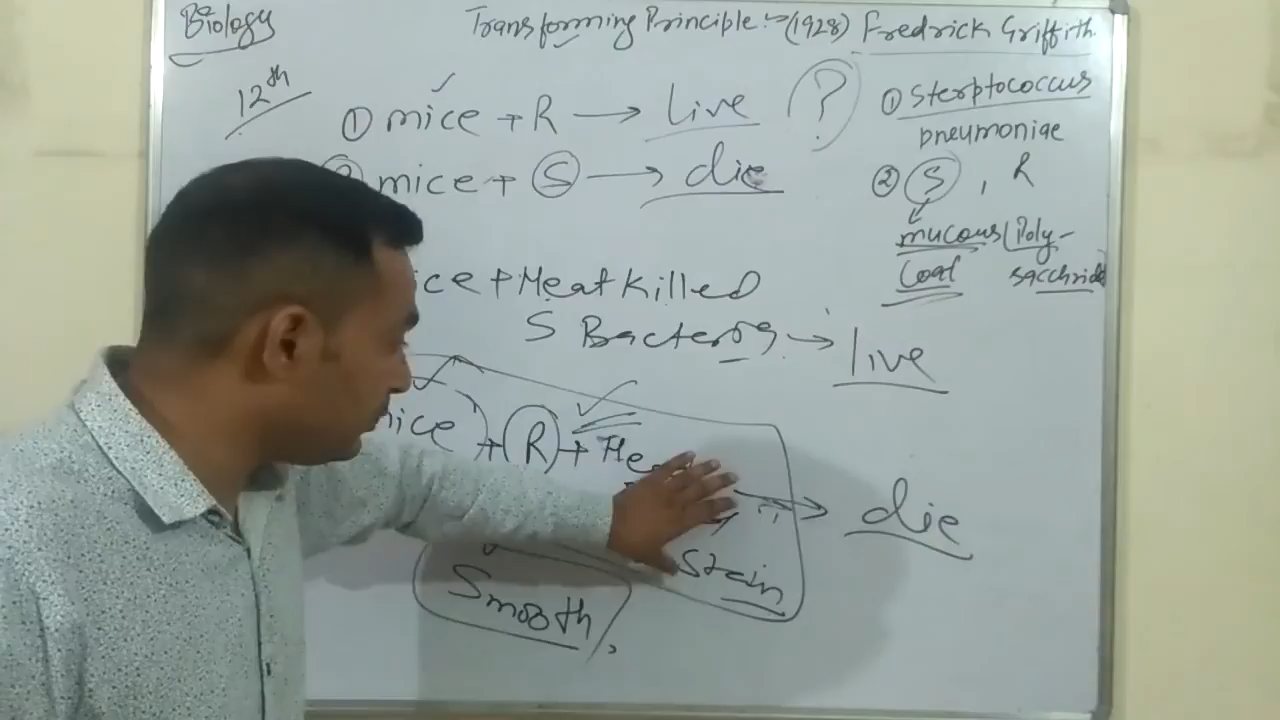 Biology
Transforming Principle :- (1928) Fredrick Griffith
12th
① mice + R → Live ?
mice + S → die
ice + Heat Killed
S Bacteria → live
ice + R + He
→ die
Stain
Smooth,
① Sterptococcus
pneumoniae
② S , R
mucous/Poly-
Coat saccharide